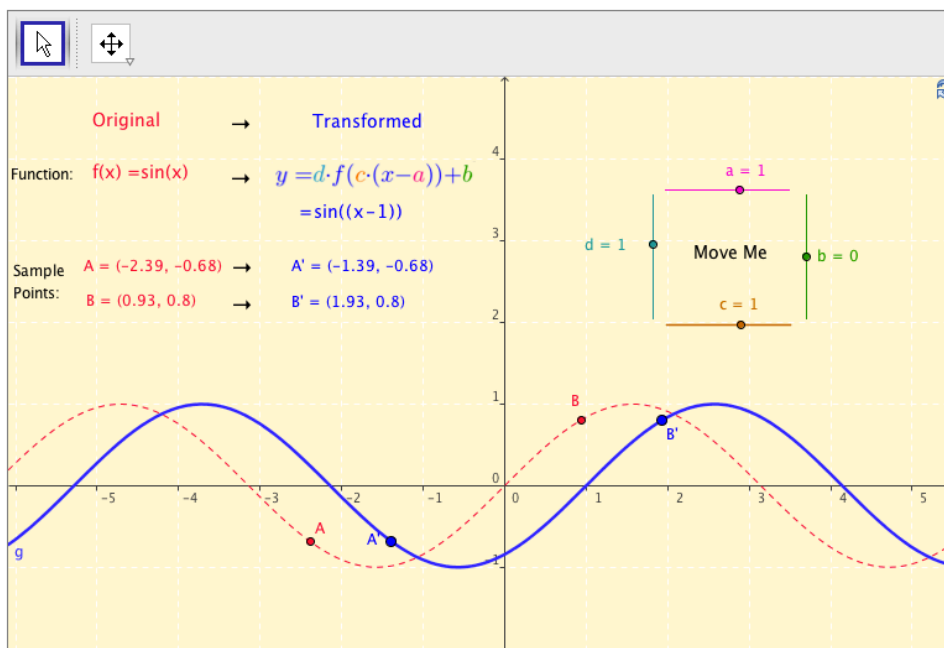 Original → Transformed
Function: f(x) =sin(x) → y =d·f(c·(x−a))+b
=sin((x−1))
Sample Points:
A = (−2.39, −0.68) → A' = (−1.39, −0.68)
B = (0.93, 0.8) → B' = (1.93, 0.8)
a = 1
d = 1
Move Me
b = 0
c = 1
4
3
2
1
0
−1
−5 −4 −3 −2 −1 0 1 2 3 4 5
B
B'
A
A'
g